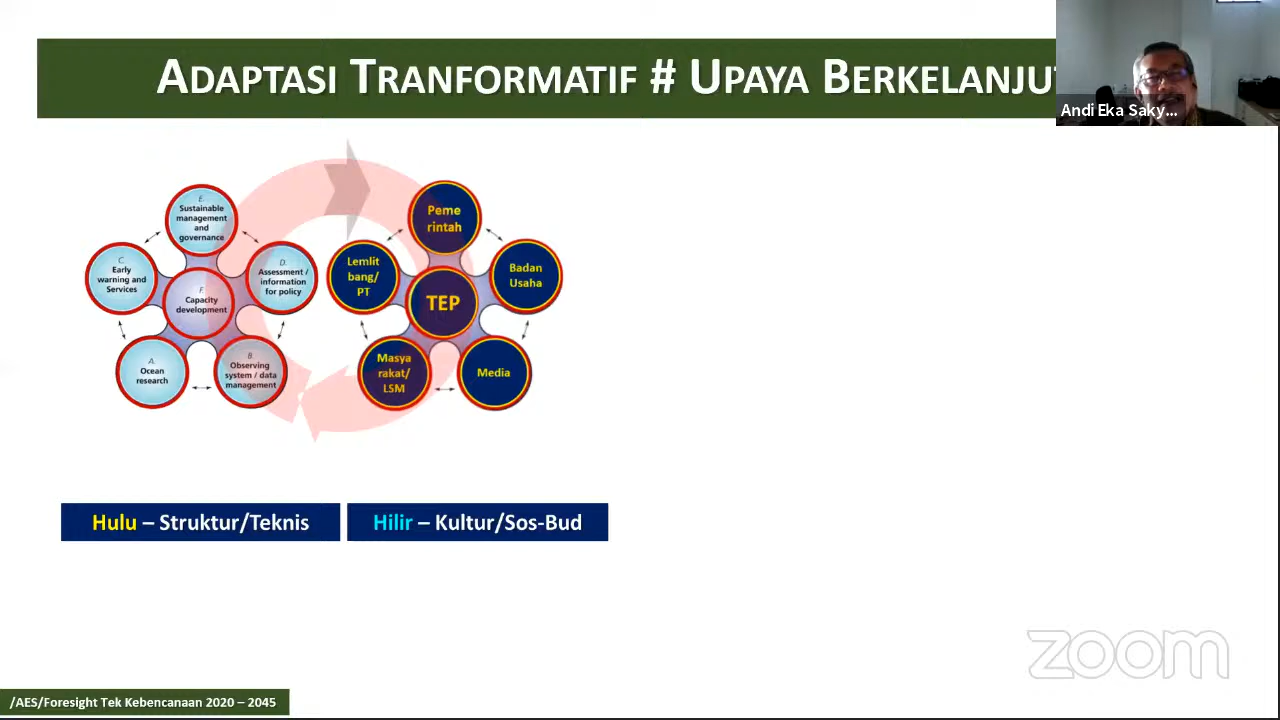 ADAPTASI TRANFORMATIF # UPAYA BERKELANJUT
Andi Eka Saky...
E.
Sustainable
management
and
governance
C.
Early
warning and
Services
D.
Assessment /
information
for policy
F.
Capacity
development
A.
Ocean
research
B.
Observing
system / data
management
Peme
rintah
Lemlit
bang/
PT
Badan
Usaha
TEP
Masya
rakat/
LSM
Media
Hulu – Struktur/Teknis
Hilir – Kultur/Sos-Bud
zoom
/AES/Foresight Tek Kebencanaan 2020 – 2045